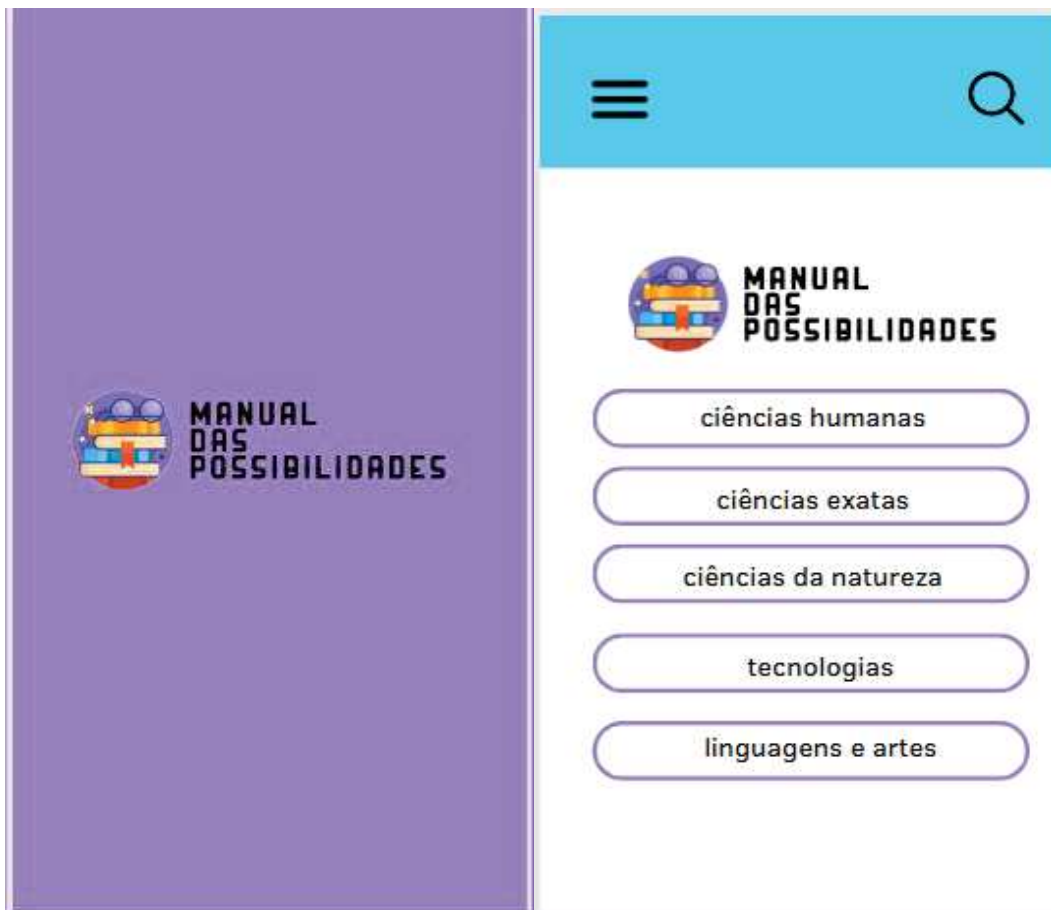 MANUAL
DAS
POSSIBILIDADES
MANUAL
DAS
POSSIBILIDADES
ciências humanas
ciências exatas
ciências da natureza
tecnologias
linguagens e artes